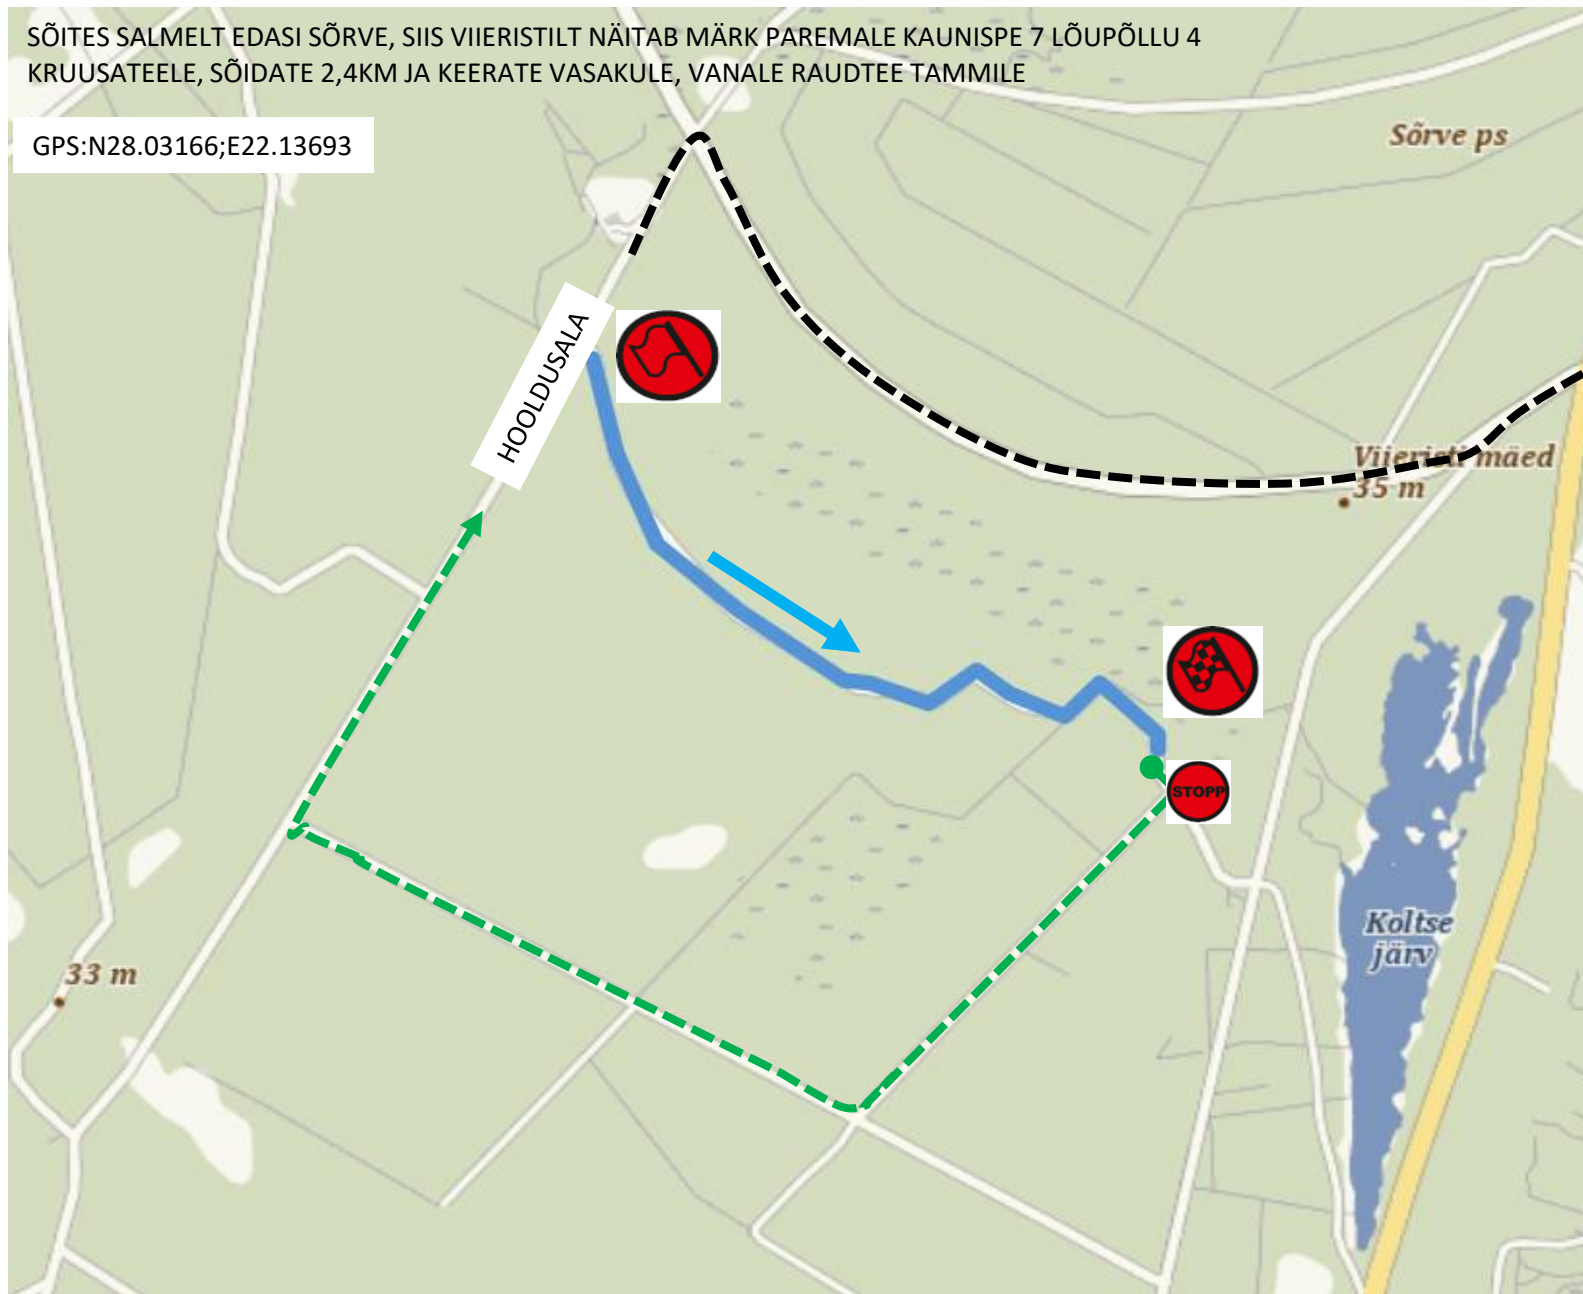 SÕITES SALMELT EDASI SÕRVE, SIIS VIIERISTILT NÄITAB MÄRK PAREMALE KAUNISPE 7 LÕUPÕLLU 4
KRUUSATEELE, SÕIDATE 2,4KM JA KEERATE VASAKULE, VANALE RAUDTEE TAMMILE
GPS:N28.03166;E22.13693
Sõrve ps
HOOLDUSALA
Viieristi mäed
35 m
STOPP
Koltse
järv
33 m